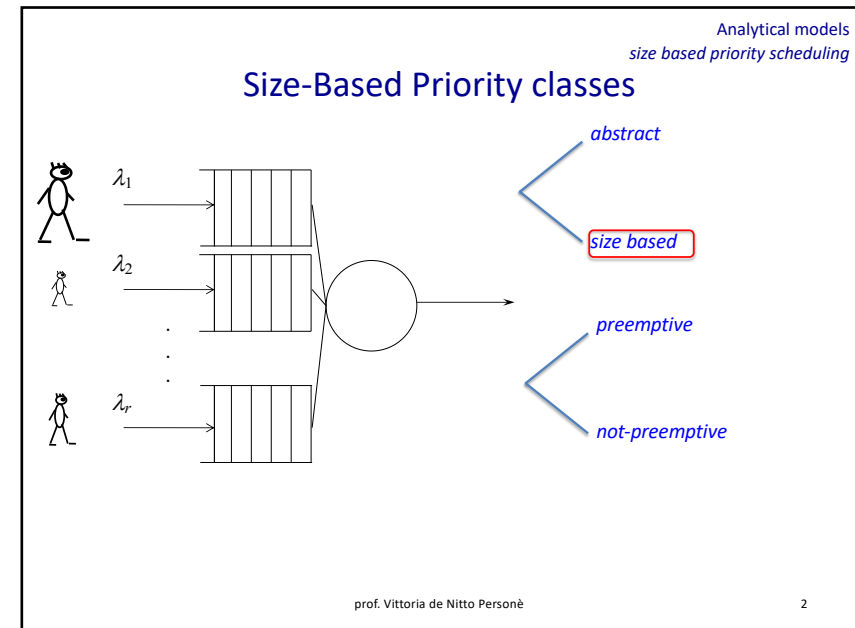 Analytical models
size based priority scheduling
Size-Based Priority classes
abstract
λ1
size based
λ2
preemptive
.
.
.
λr
not-preemptive
prof. Vittoria de Nitto Personè
2